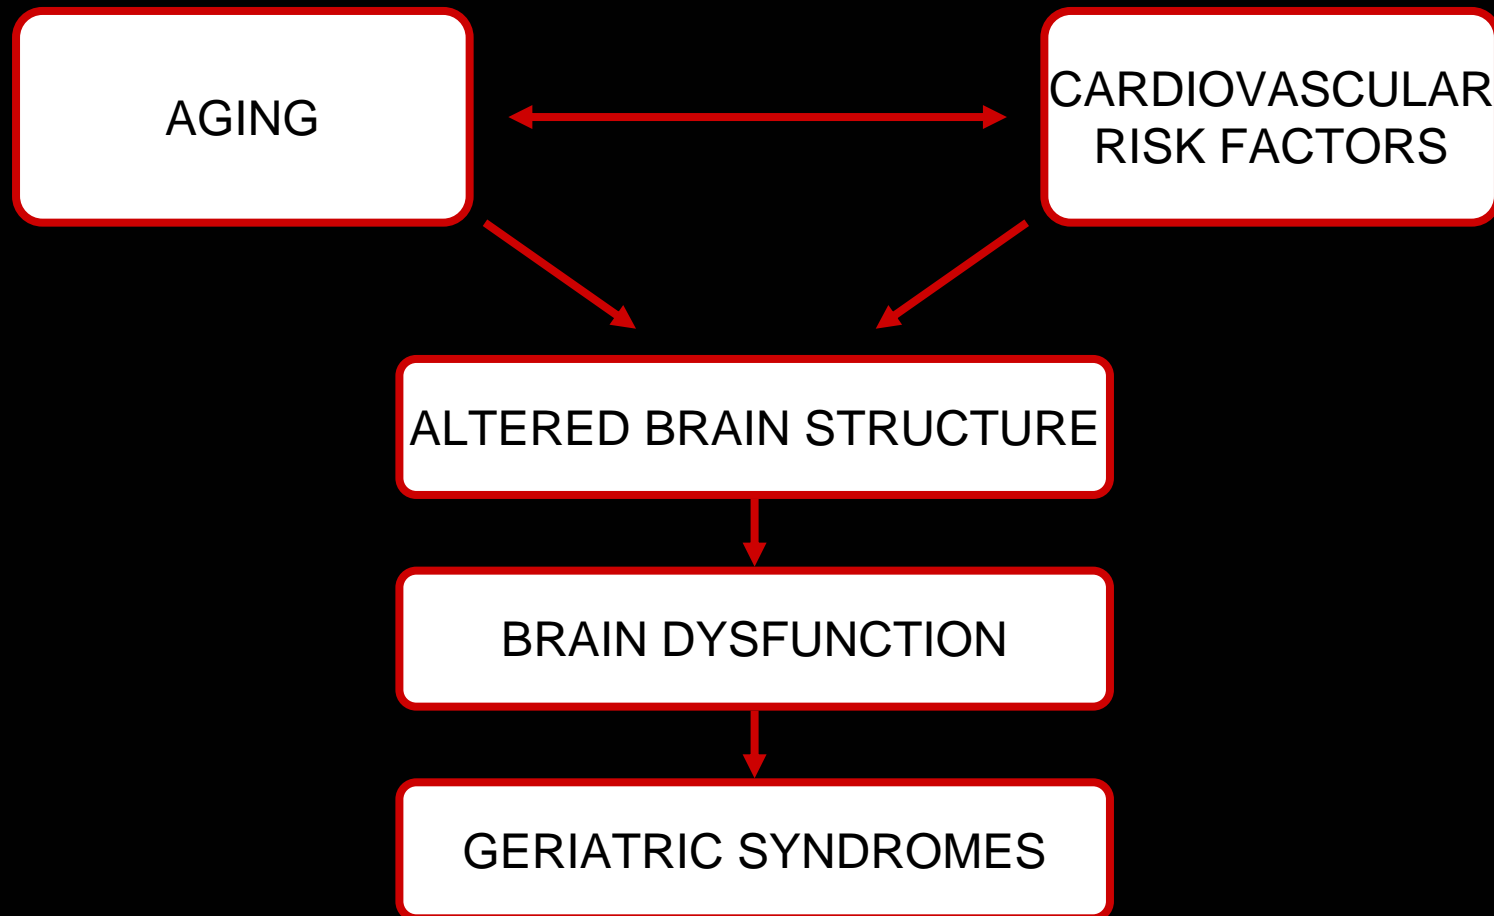 AGING
CARDIOVASCULAR
RISK FACTORS
ALTERED BRAIN STRUCTURE
BRAIN DYSFUNCTION
GERIATRIC SYNDROMES